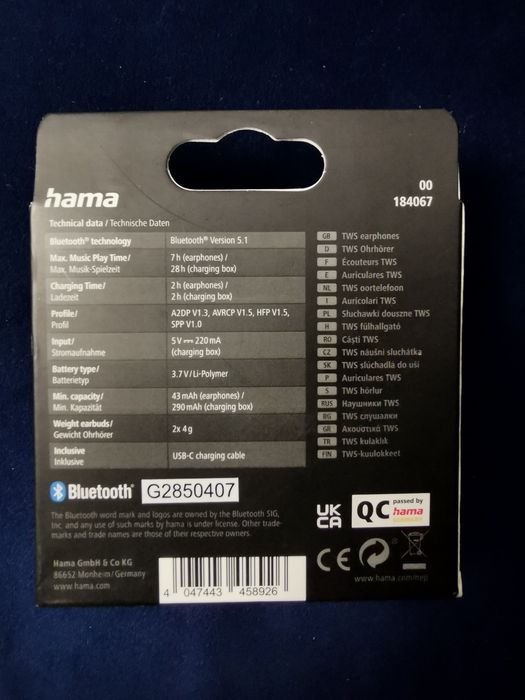 hama
00
184067
Technical data / Technische Daten
Bluetooth® technology
Bluetooth® Version 5.1
Max. Music Play Time/
Max. Musik-Spielzeit
7 h (earphones) /
28 h (charging box)
Charging Time/
Ladezeit
2 h (earphones) /
2 h (charging box)
Profile/
Profil
A2DP V1.3, AVRCP V1.5, HFP V1.5,
SPP V1.0
Input/
Stromaufnahme
5 V ⎓ 220 mA
(charging box)
Battery type/
Batterietyp
3.7 V / Li-Polymer
Min. capacity/
Min. Kapazität
43 mAh (earphones) /
290 mAh (charging box)
Weight earbuds/
Gewicht Ohrhörer
2x 4 g
Inclusive
Inklusive
USB-C charging cable
GB TWS earphones
D TWS Ohrhörer
F Écouteurs TWS
E Auriculares TWS
NL TWS oortelefoon
I Auricolari TWS
PL Słuchawki douszne TWS
H TWS fülhallgató
RO Căști TWS
CZ TWS náušní sluchátka
SK TWS slúchadlá do uší
P Auriculares TWS
S TWS hörlur
RUS Наушники TWS
BG TWS слушалки
GR Ακουστικά TWS
TR TWS kulaklık
FIN TWS-kuulokkeet
Bluetooth®
G2850407
The Bluetooth word mark and logos are owned by the Bluetooth SIG,
Inc. and any use of such marks by hama is under license. Other trade-
marks and trade names are those of their respective owners.
Hama GmbH & Co KG
86652 Monheim/Germany
www.hama.com
4 047443 458926
UK
CA
QC passed by
hama
CE
www.hama.com/nep